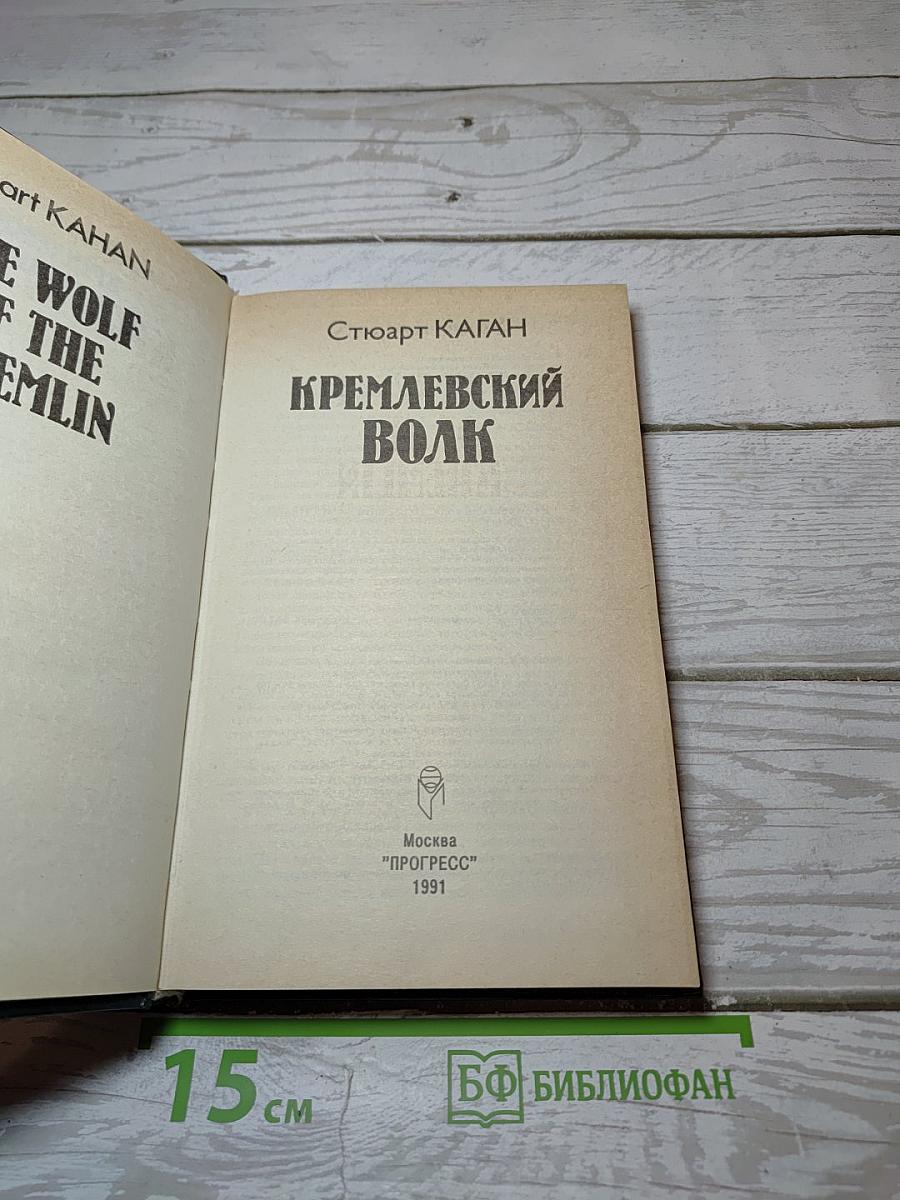 art KAHAN
E WOLF
F THE
EMLIN
Стюарт КАГАН
КРЕМЛЕВСКИЙ
ВОЛК
Москва
"ПРОГРЕСС"
1991
15 см
БФ БИБЛИОФАН